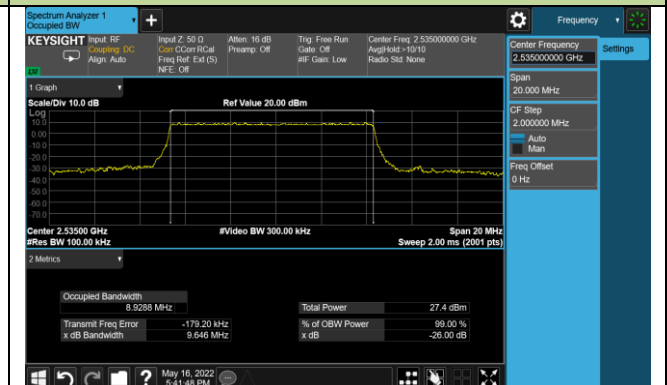 Spectrum Analyzer 1
Occupied BW
+
Frequency
KEYSIGHT
Input: RF
Coupling: DC
Align: Auto
Input Z: 50 Ω
Corr CCorr RCal
Freq Ref: Ext (S)
NFE: Off
Atten: 16 dB
Preamp: Off
Trig: Free Run
Gate: Off
#IF Gain: Low
Center Freq: 2.535000000 GHz
Avg|Hold:>10/10
Radio Std: None
Center Frequency
2.535000000 GHz
Settings
Span
20.000 MHz
CF Step
2.000000 MHz
Auto
Man
Freq Offset
0 Hz
1 Graph
Scale/Div 10.0 dB
Ref Value 20.00 dBm
Log
10.0
0.00
-10.0
-20.0
-30.0
-40.0
-50.0
-60.0
-70.0
Center 2.53500 GHz
#Video BW 300.00 kHz
Span 20 MHz
#Res BW 100.00 kHz
Sweep 2.00 ms (2001 pts)
2 Metrics
Occupied Bandwidth
8.9288 MHz
Total Power
27.4 dBm
Transmit Freq Error
-179.20 kHz
% of OBW Power
99.00 %
x dB Bandwidth
9.646 MHz
x dB
-26.00 dB
?
May 16, 2022
5:41:48 PM